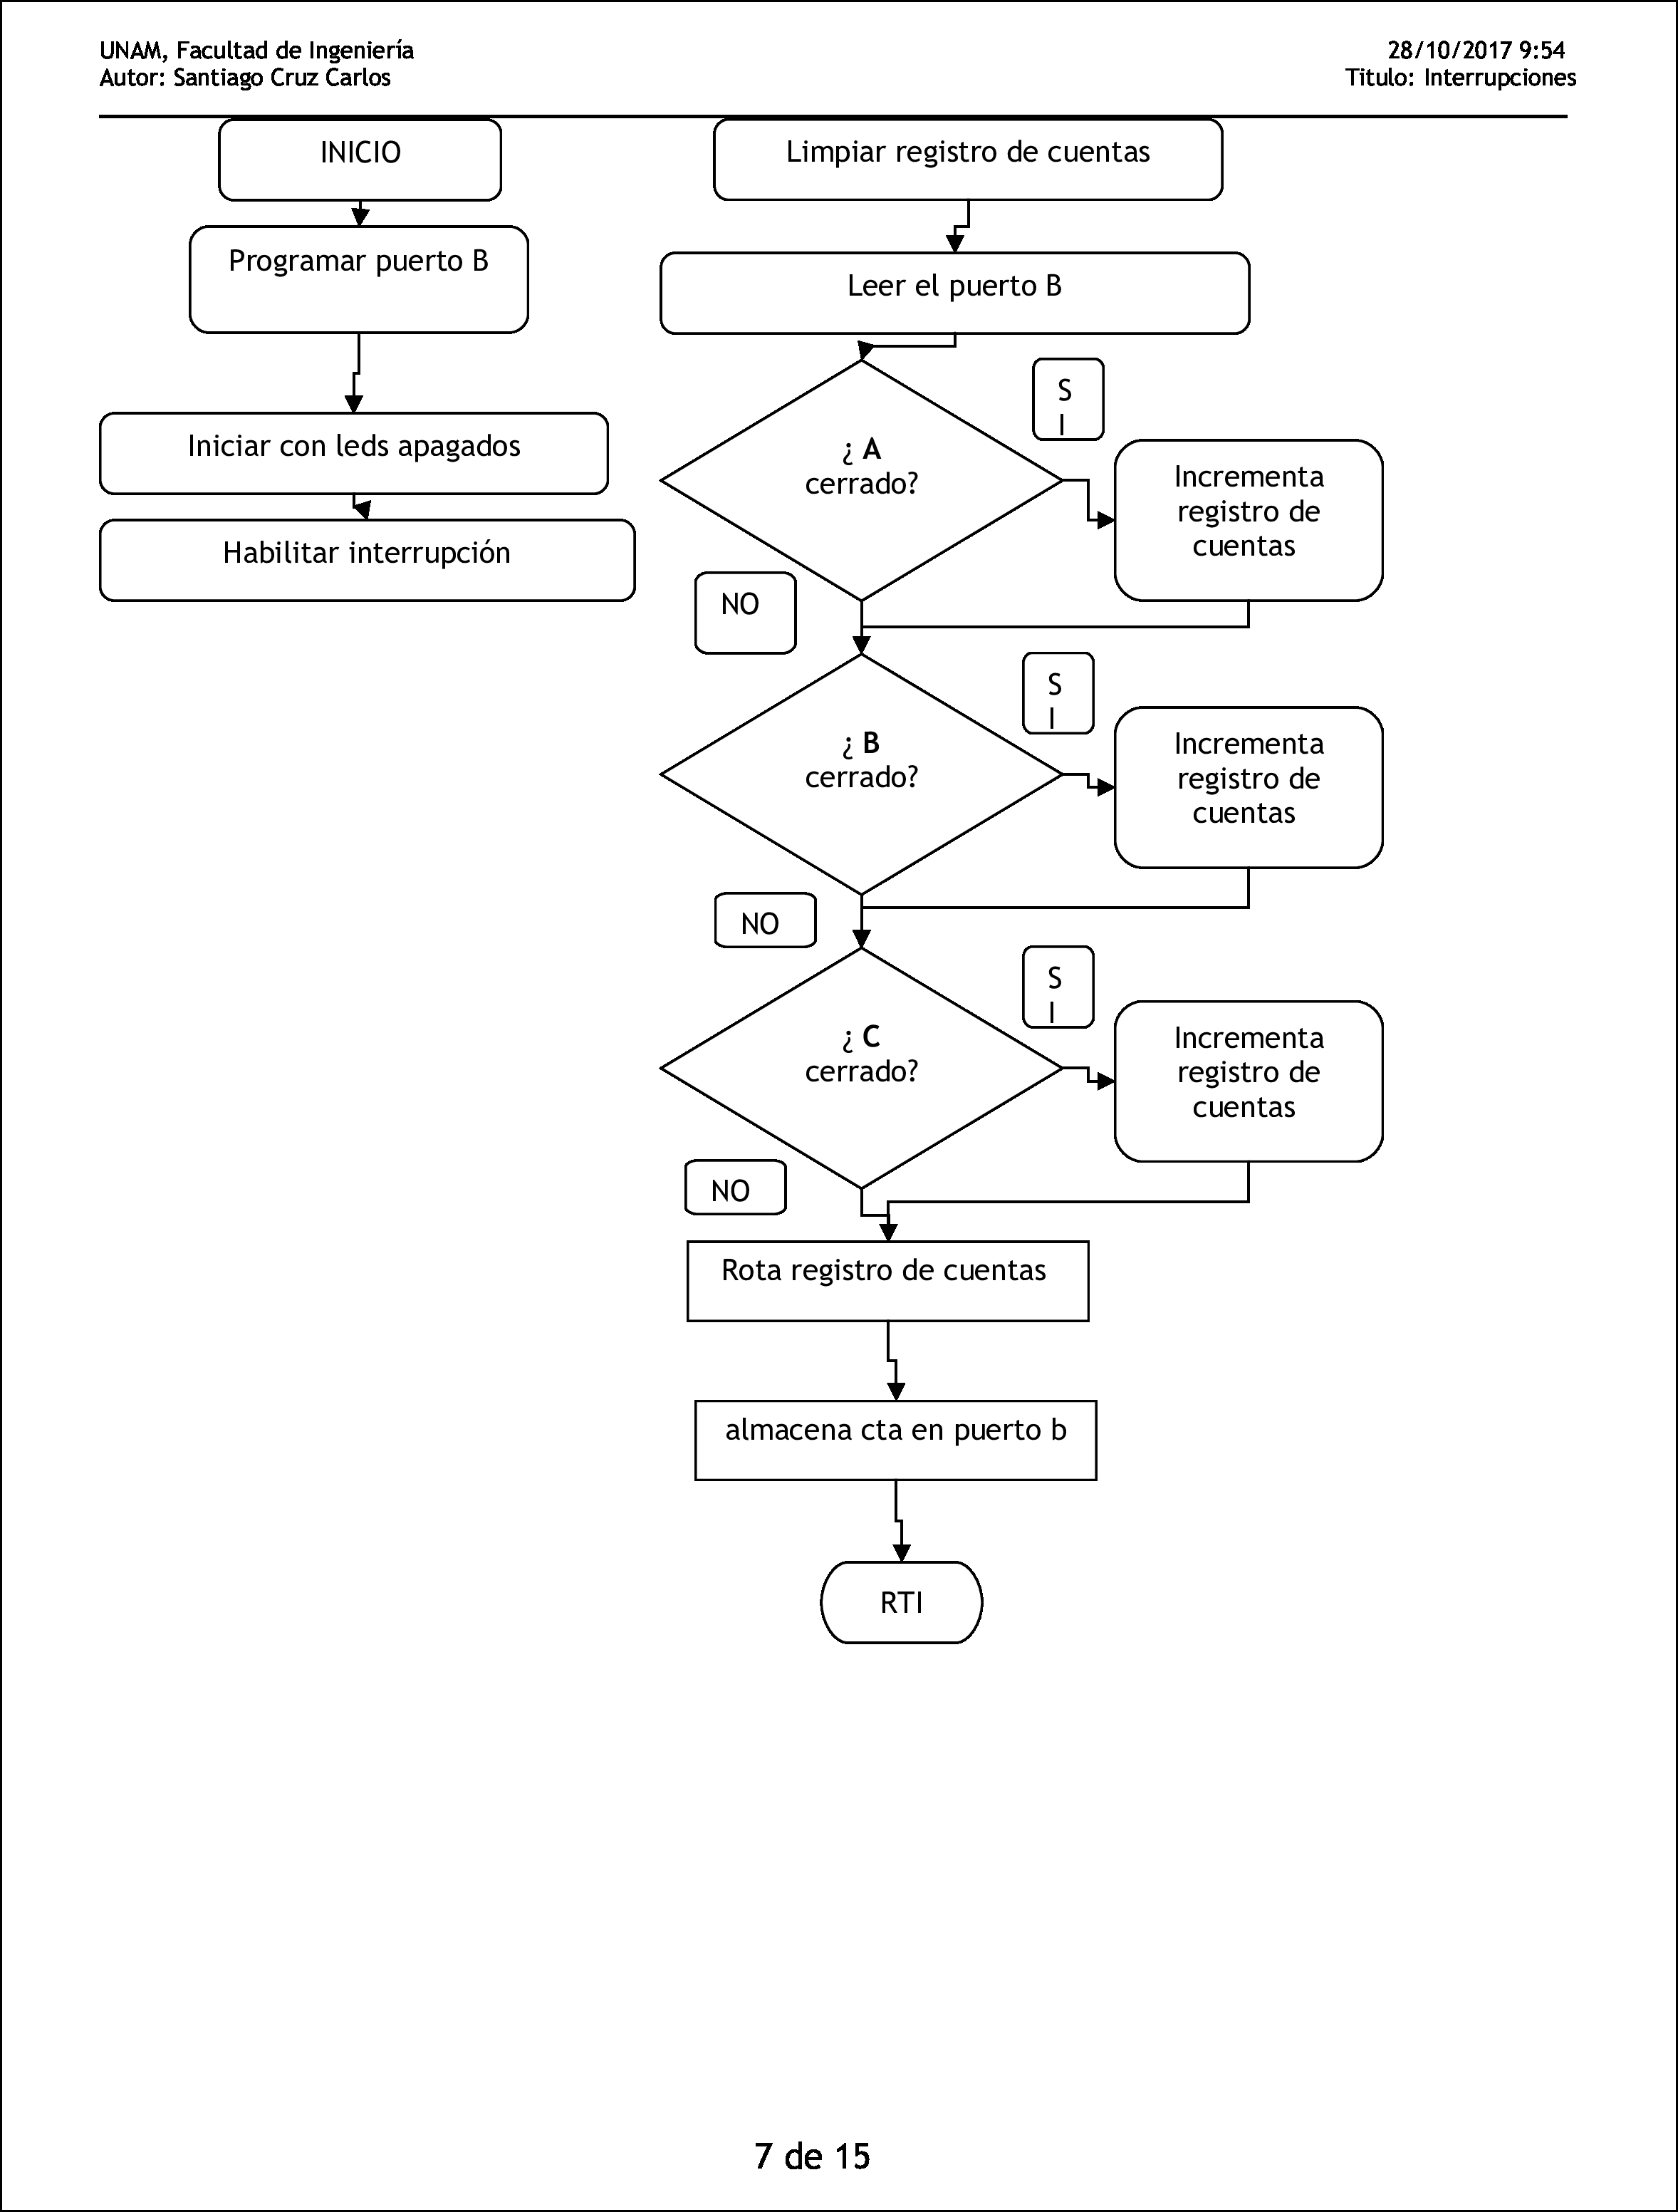 UNAM, Facultad de Ingeniería
Autor: Santiago Cruz Carlos
28/10/2017 9:54
Titulo: Interrupciones
INICIO
Programar puerto B
Iniciar con leds apagados
Habilitar interrupción
Limpiar registro de cuentas
Leer el puerto B
¿ A
cerrado?
S
I
Incrementa
registro de
cuentas
NO
¿ B
cerrado?
S
I
Incrementa
registro de
cuentas
NO
¿ C
cerrado?
S
I
Incrementa
registro de
cuentas
NO
Rota registro de cuentas
almacena cta en puerto b
RTI
7 de 15